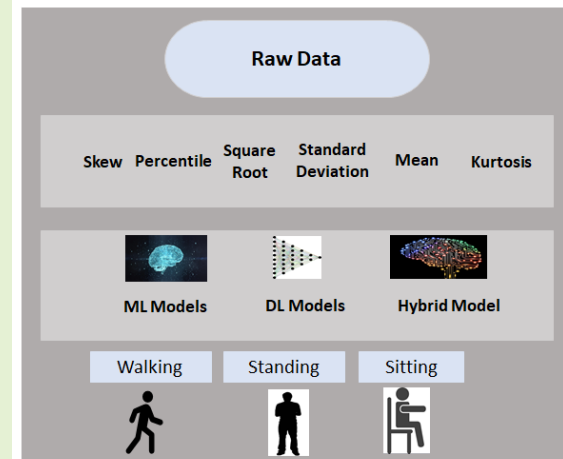 Raw Data
Skew Percentile Square Root Standard Deviation Mean Kurtosis
ML Models DL Models Hybrid Model
Walking Standing Sitting